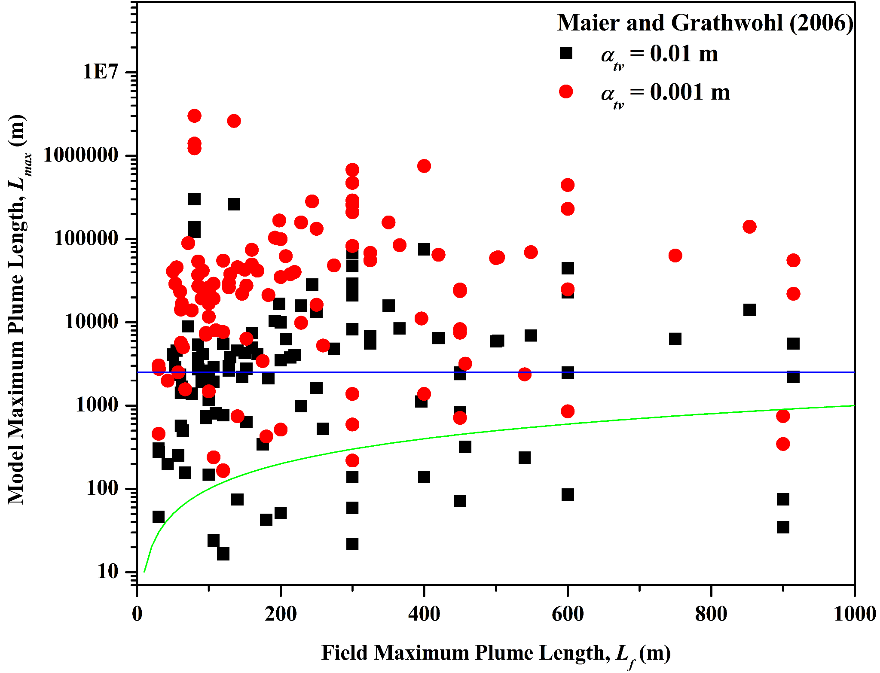 Maier and Grathwohl (2006)
α_tv = 0.01 m
α_tv = 0.001 m
1E7
1000000
100000
10000
1000
100
10
Model Maximum Plume Length, L_max (m)
0 200 400 600 800 1000
Field Maximum Plume Length, L_f (m)